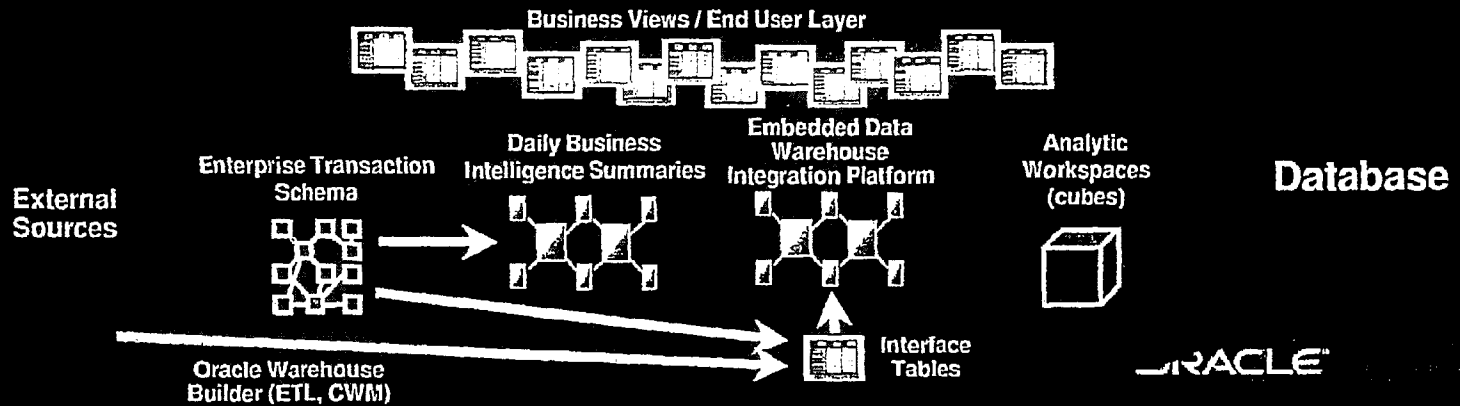 Business Views / End User Layer
External
Sources
Enterprise Transaction
Schema
Daily Business
Intelligence Summaries
Embedded Data
Warehouse
Integration Platform
Analytic
Workspaces
(cubes)
Database
Oracle Warehouse
Builder (ETL, CWM)
Interface
Tables
ORACLE